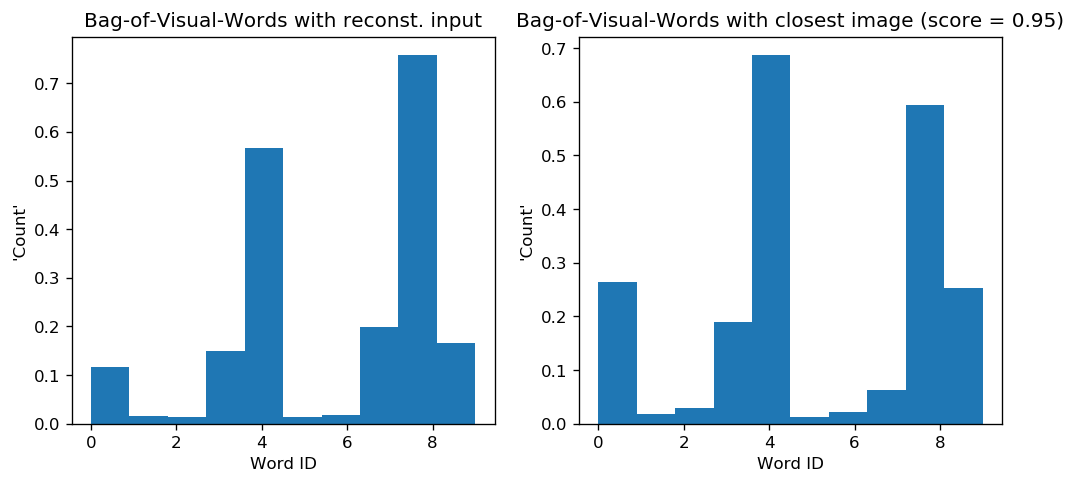 Bag-of-Visual-Words with reconst. input
0.7
0.6
0.5
0.4
0.3
0.2
0.1
0.0
'Count'
0 2 4 6 8
Word ID
Bag-of-Visual-Words with closest image (score = 0.95)
0.7
0.6
0.5
0.4
0.3
0.2
0.1
0.0
'Count'
0 2 4 6 8
Word ID